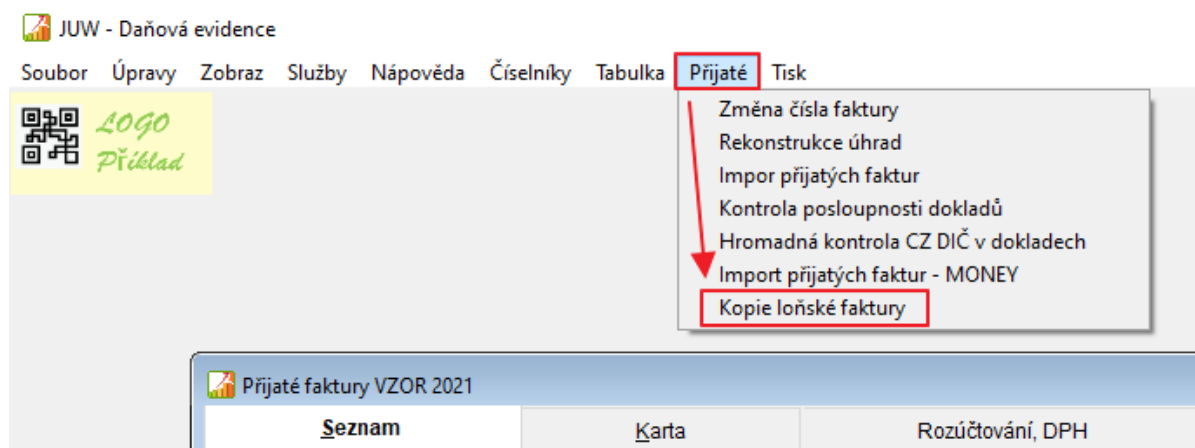 JUW - Daňová evidence
Soubor Úpravy Zobraz Služby Nápověda Číselníky Tabulka Přijaté Tisk
LOGO
Příklad
Změna čísla faktury
Rekonstrukce úhrad
Impor přijatých faktur
Kontrola posloupnosti dokladů
Hromadná kontrola CZ DIČ v dokladech
Import přijatých faktur - MONEY
Kopie loňské faktury
Přijaté faktury VZOR 2021
Seznam Karta Rozúčtování, DPH